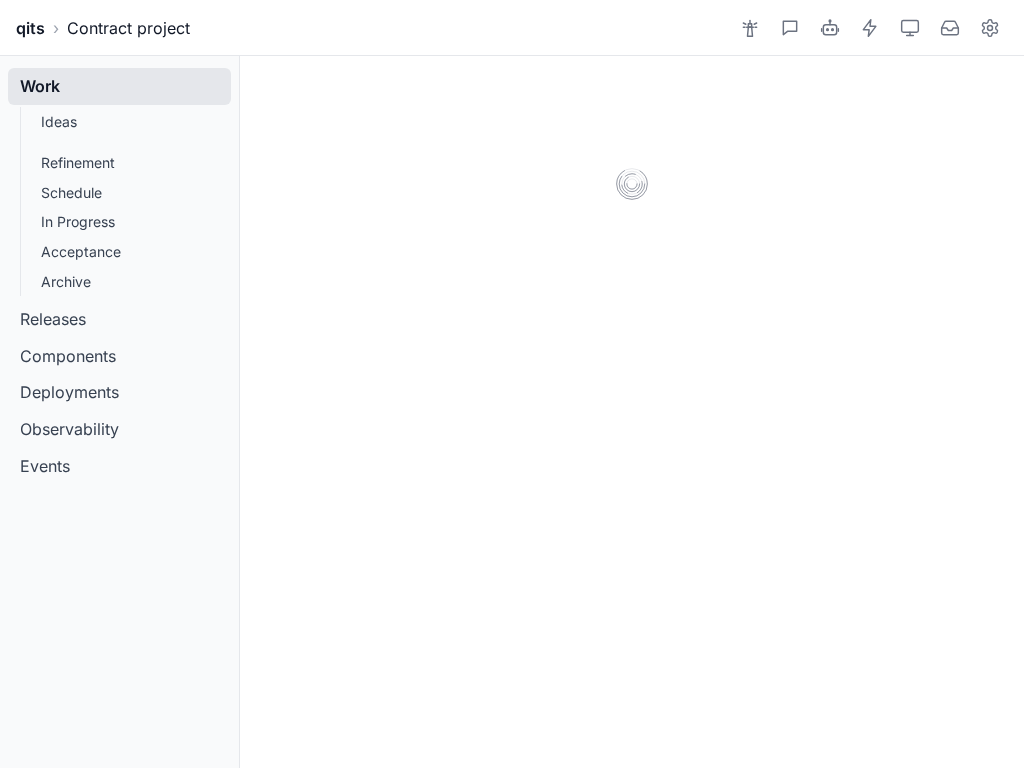 qits › Contract project
Work
Ideas
Refinement
Schedule
In Progress
Acceptance
Archive
Releases
Components
Deployments
Observability
Events